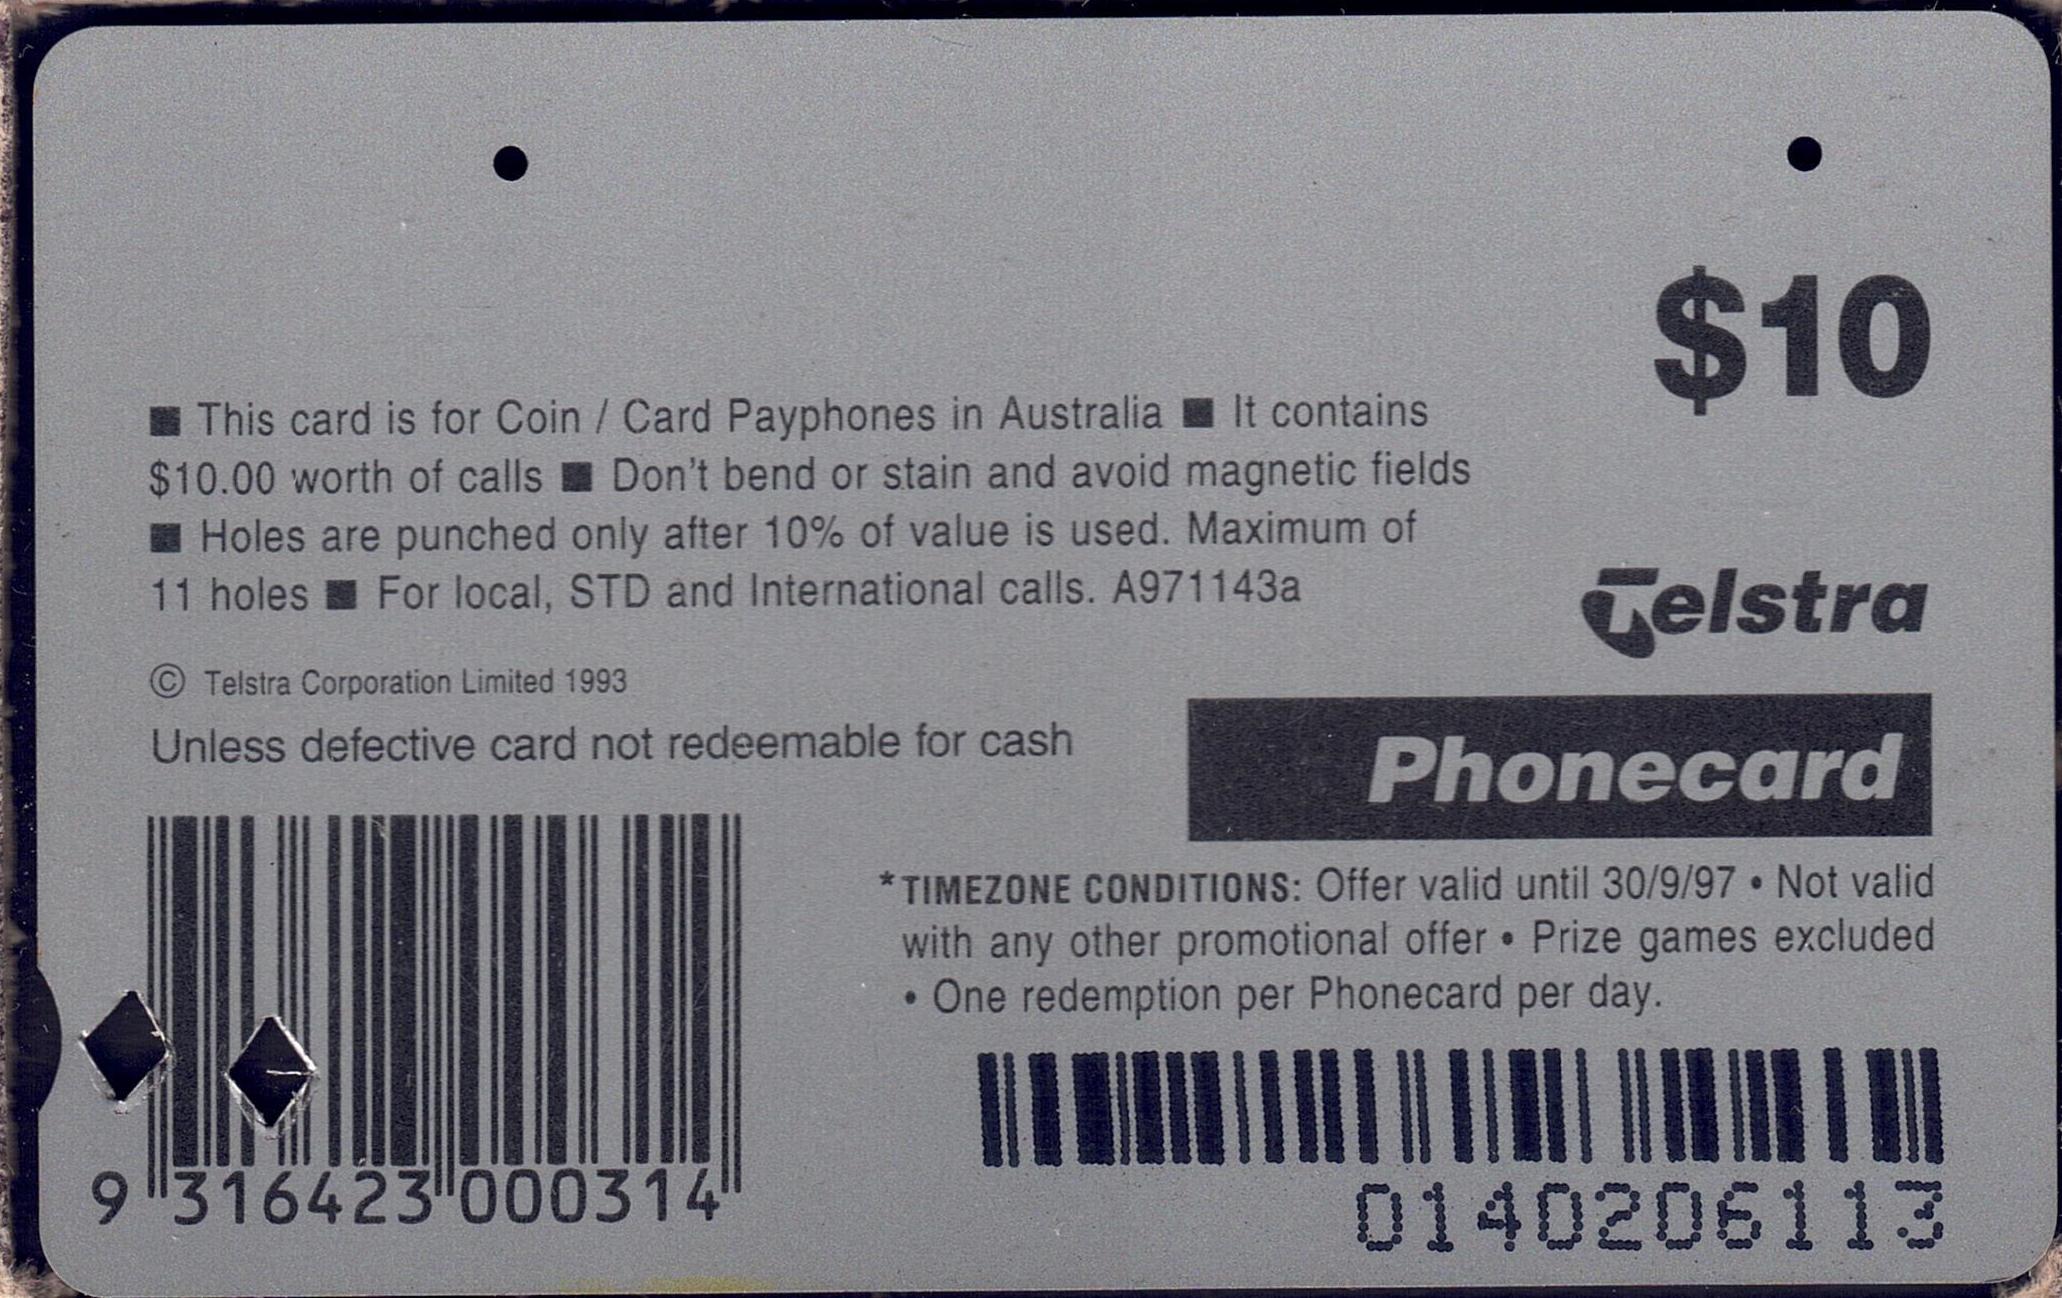 $10
■ This card is for Coin / Card Payphones in Australia ■ It contains
$10.00 worth of calls ■ Don't bend or stain and avoid magnetic fields
■ Holes are punched only after 10% of value is used. Maximum of
11 holes ■ For local, STD and International calls. A971143a
Telstra
© Telstra Corporation Limited 1993
Unless defective card not redeemable for cash
Phonecard
*TIMEZONE CONDITIONS: Offer valid until 30/9/97 • Not valid
with any other promotional offer • Prize games excluded
• One redemption per Phonecard per day.
9 316423 000314
0140206113